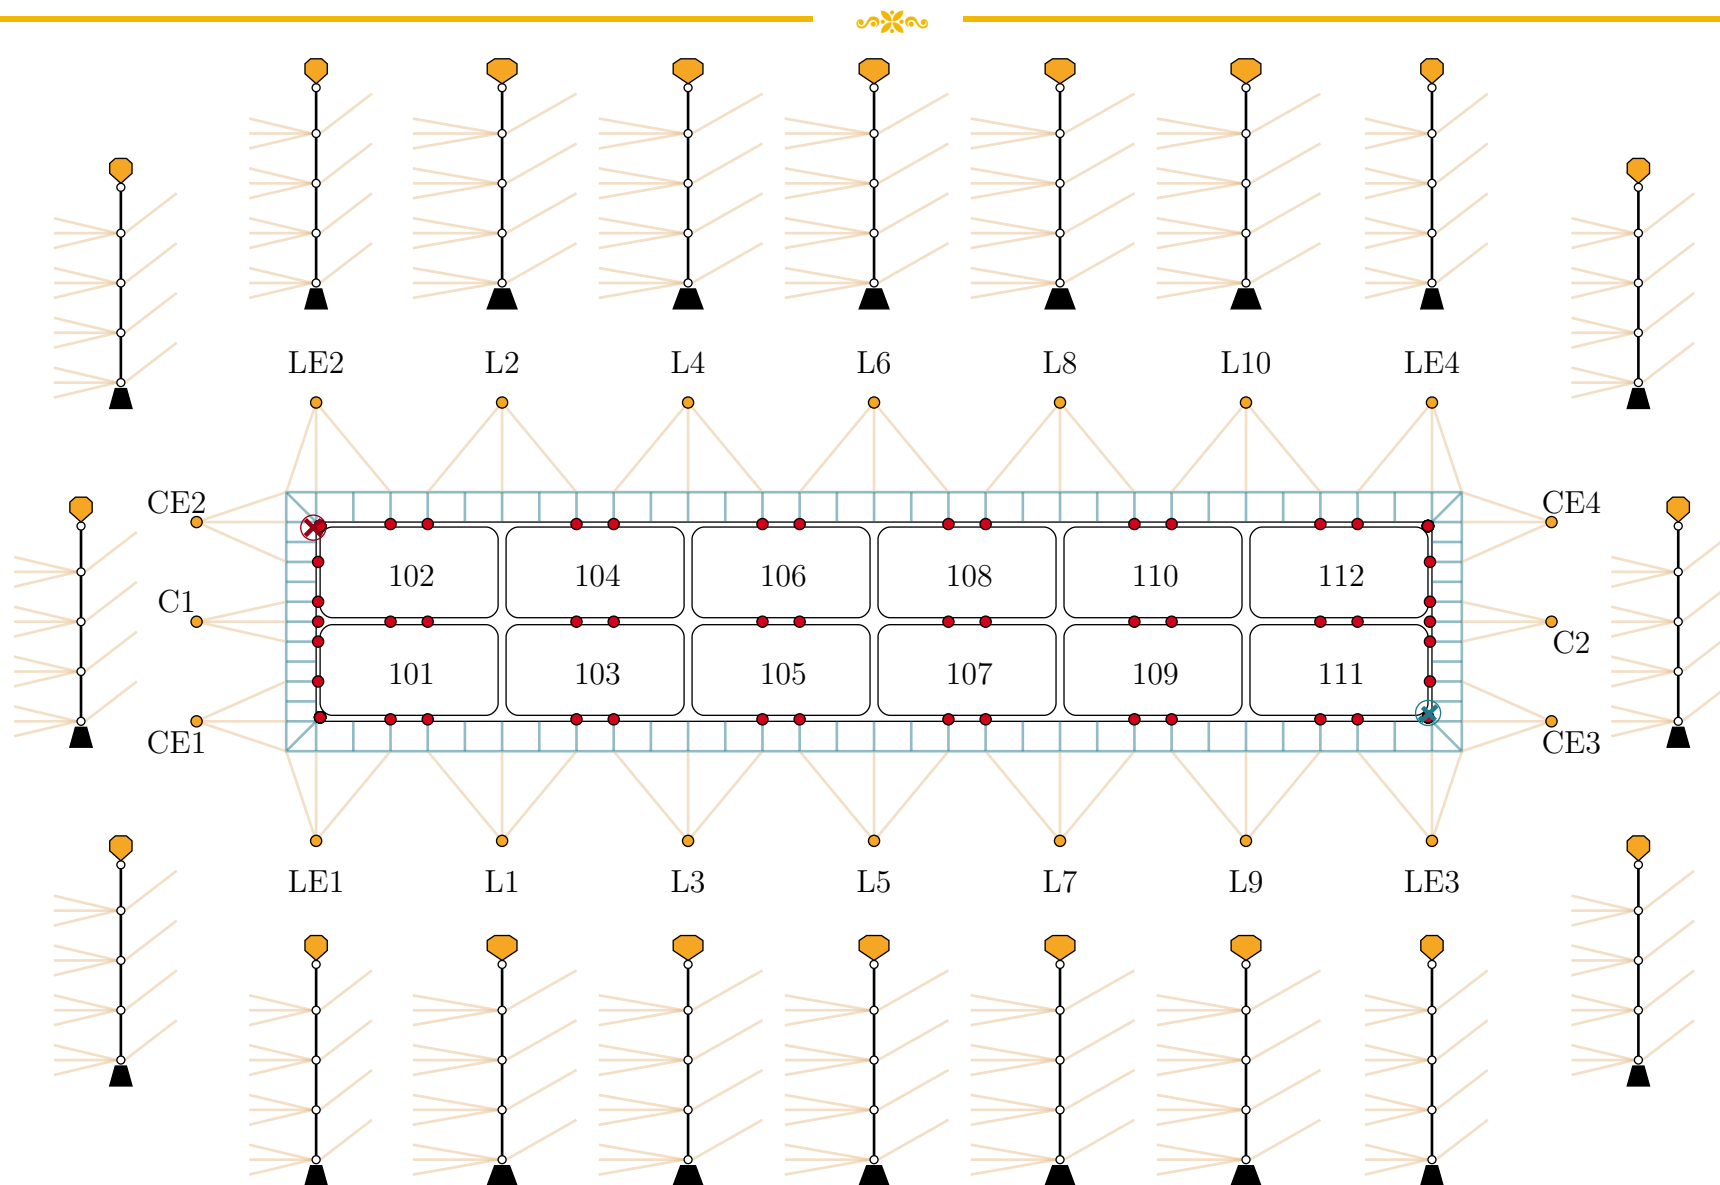 LE2 L2 L4 L6 L8 L10 LE4
CE2 CE4
102 104 106 108 110 112
C1 C2
101 103 105 107 109 111
CE1 CE3
LE1 L1 L3 L5 L7 L9 LE3